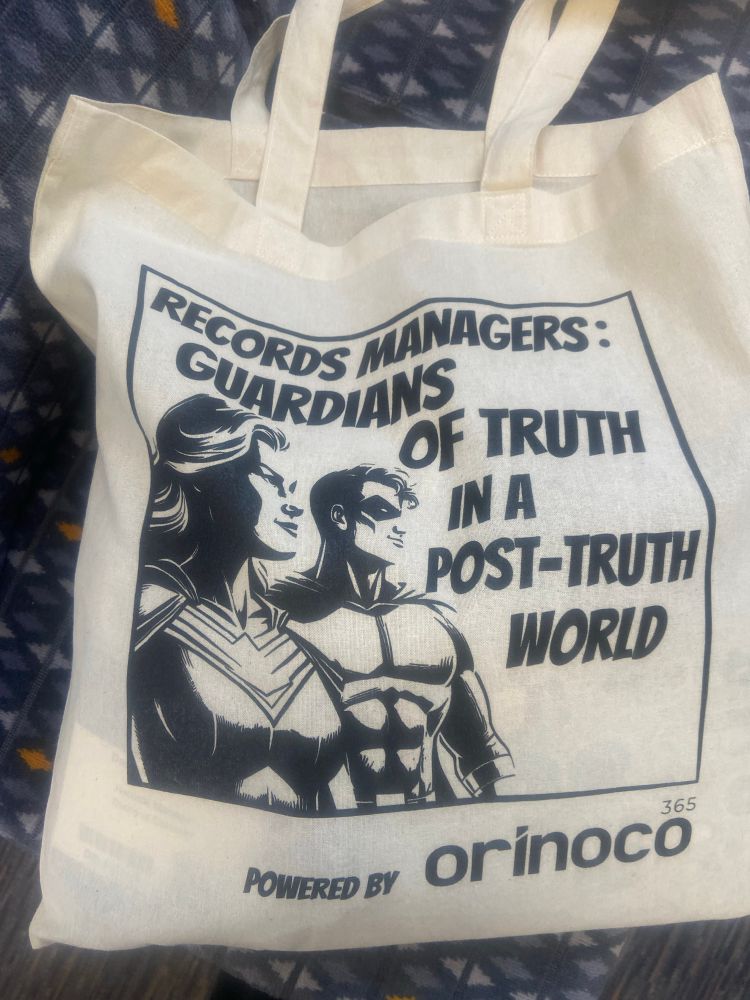 RECORDS MANAGERS:
GUARDIANS
OF TRUTH
IN A
POST-TRUTH
WORLD
365
POWERED BY orinoco